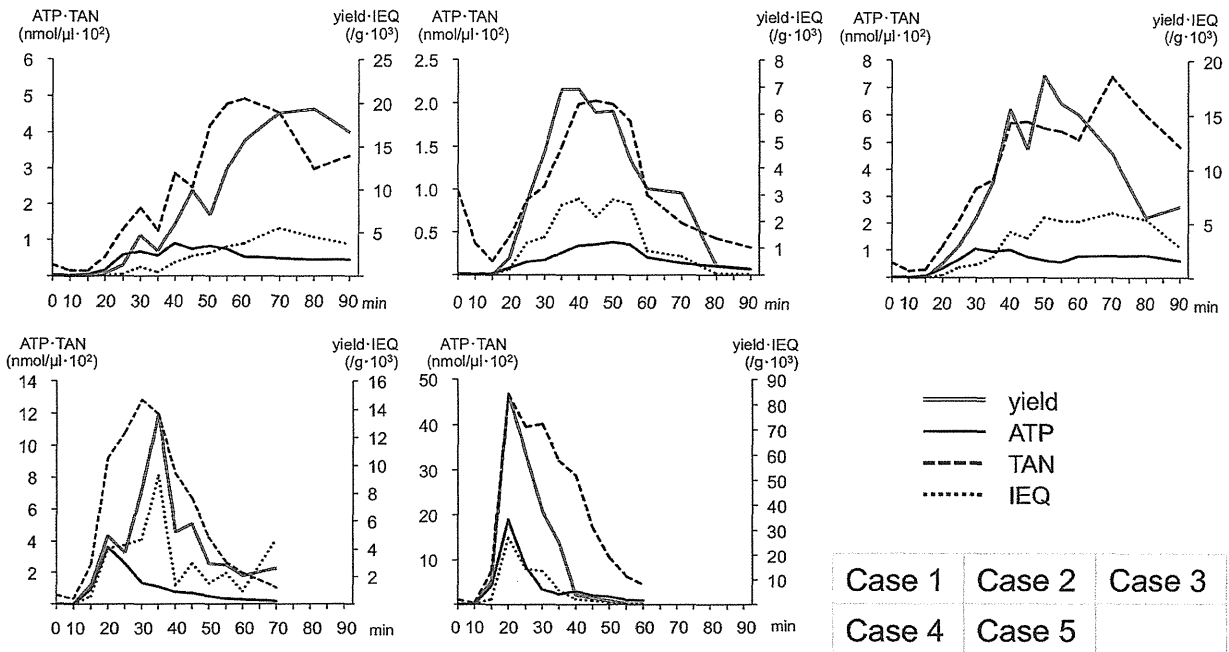 ATP·TAN
(nmol/µl·10²)
yield·IEQ
(/g·10³)
6
5
4
3
2
1
25
20
15
10
5
0 10 20 30 40 50 60 70 80 90 min
ATP·TAN
(nmol/µl·10²)
yield·IEQ
(/g·10³)
2.5
2.0
1.5
1.0
0.5
8
7
6
5
4
3
2
1
0 10 20 30 40 50 60 70 80 90 min
ATP·TAN
(nmol/µl·10²)
yield·IEQ
(/g·10³)
8
7
6
5
4
3
2
1
20
15
10
5
0 10 20 30 40 50 60 70 80 90 min
ATP·TAN
(nmol/µl·10²)
yield·IEQ
(/g·10³)
14
12
10
8
6
4
2
16
14
12
10
8
6
4
2
0 10 20 30 40 50 60 70 80 90 min
ATP·TAN
(nmol/µl·10²)
yield·IEQ
(/g·10³)
50
40
30
20
10
90
80
70
60
50
40
30
20
10
0 10 20 30 40 50 60 70 80 90 min
yield
ATP
TAN
IEQ
Case 1 Case 2 Case 3
Case 4 Case 5